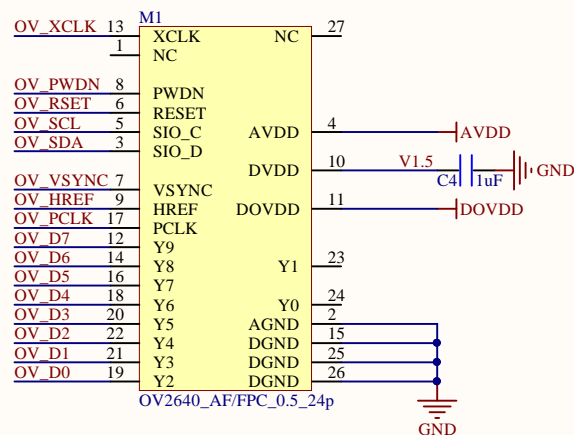 M1
OV_XCLK 13 XCLK NC 27
1 NC
OV_PWDN 8 PWDN
OV_RSET 6 RESET
OV_SCL 5 SIO_C AVDD 4 AVDD
OV_SDA 3 SIO_D
DVDD 10 V1.5 C4 1uF GND
OV_VSYNC 7 VSYNC
OV_HREF 9 HREF DOVDD 11 DOVDD
OV_PCLK 17 PCLK
OV_D7 12 Y9
OV_D6 14 Y8 Y1 23
OV_D5 16 Y7
OV_D4 18 Y6 Y0 24
OV_D3 20 Y5 AGND 2
OV_D2 22 Y4 DGND 15
OV_D1 21 Y3 DGND 25
OV_D0 19 Y2 DGND 26
OV2640_AF/FPC_0.5_24p
GND